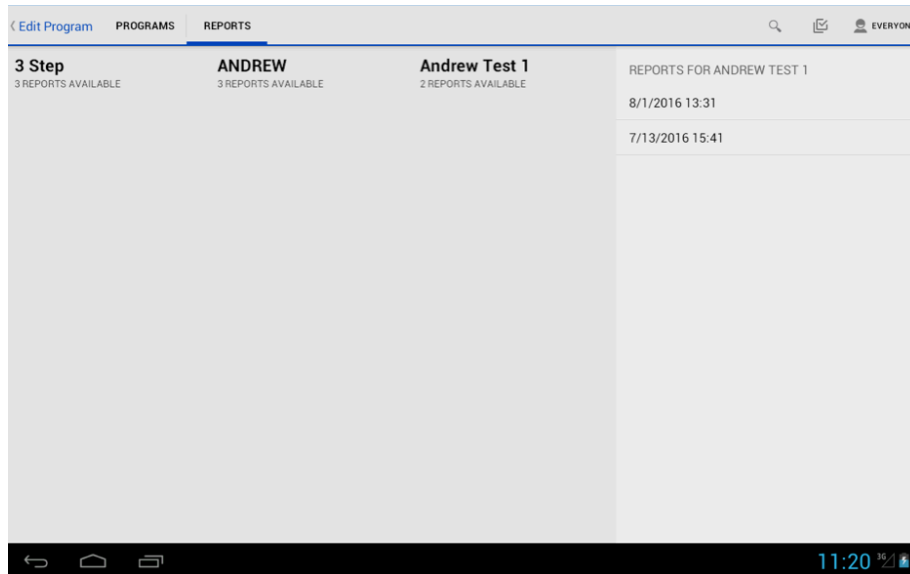 Edit Program PROGRAMS REPORTS EVERYON
3 Step ANDREW Andrew Test 1
3 REPORTS AVAILABLE 3 REPORTS AVAILABLE 2 REPORTS AVAILABLE
REPORTS FOR ANDREW TEST 1
8/1/2016 13:31
7/13/2016 15:41
11:20 3G